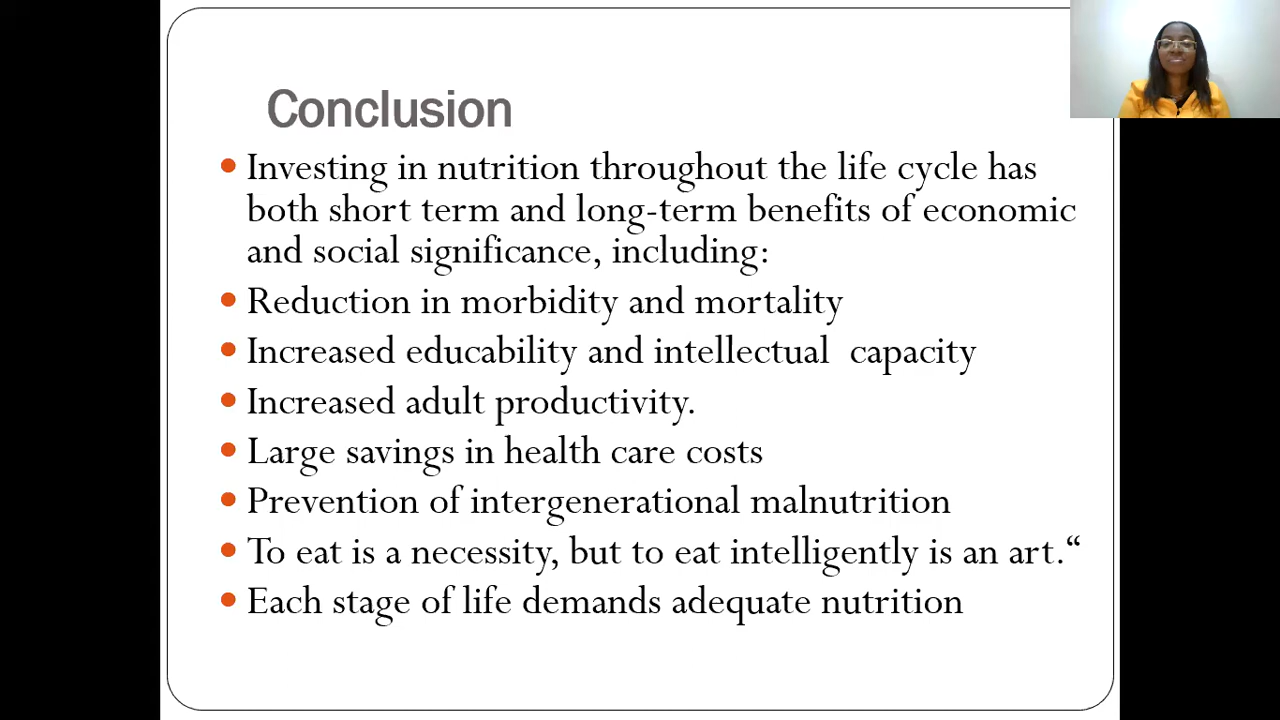 Conclusion
• Investing in nutrition throughout the life cycle has
both short term and long-term benefits of economic
and social significance, including:
• Reduction in morbidity and mortality
• Increased educability and intellectual capacity
• Increased adult productivity.
• Large savings in health care costs
• Prevention of intergenerational malnutrition
• To eat is a necessity, but to eat intelligently is an art.“
• Each stage of life demands adequate nutrition